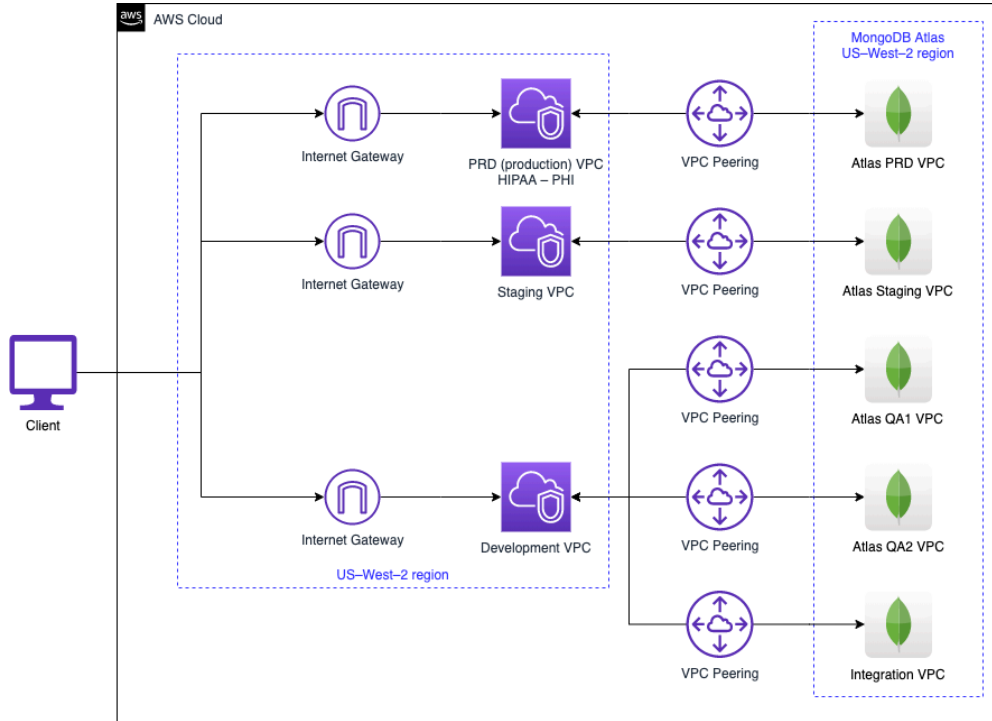 aws
AWS Cloud
MongoDB Atlas
US–West–2 region
Internet Gateway
PRD (production) VPC
HIPAA – PHI
VPC Peering
Atlas PRD VPC
Internet Gateway
Staging VPC
VPC Peering
Atlas Staging VPC
Client
VPC Peering
Atlas QA1 VPC
Internet Gateway
Development VPC
VPC Peering
Atlas QA2 VPC
US–West–2 region
VPC Peering
Integration VPC